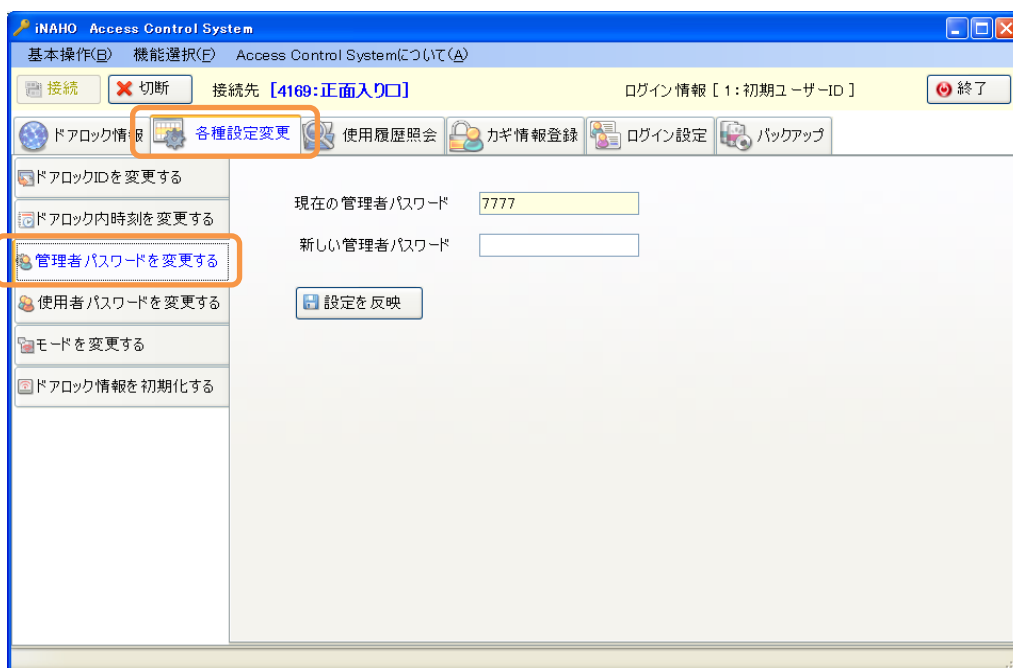 iNAHO Access Control System
基本操作(B) 機能選択(F) Access Control Systemについて(A)
接続 切断 接続先 [4169:正面入り口] ログイン情報 [ 1:初期ユーザーID ] 終了
ドアロック情報 各種設定変更 使用履歴照会 カギ情報登録 ログイン設定 バックアップ
ドアロックIDを変更する
現在の管理者パスワード 7777
ドアロック内時刻を変更する
新しい管理者パスワード
管理者パスワードを変更する
使用者パスワードを変更する
設定を反映
モードを変更する
ドアロック情報を初期化する